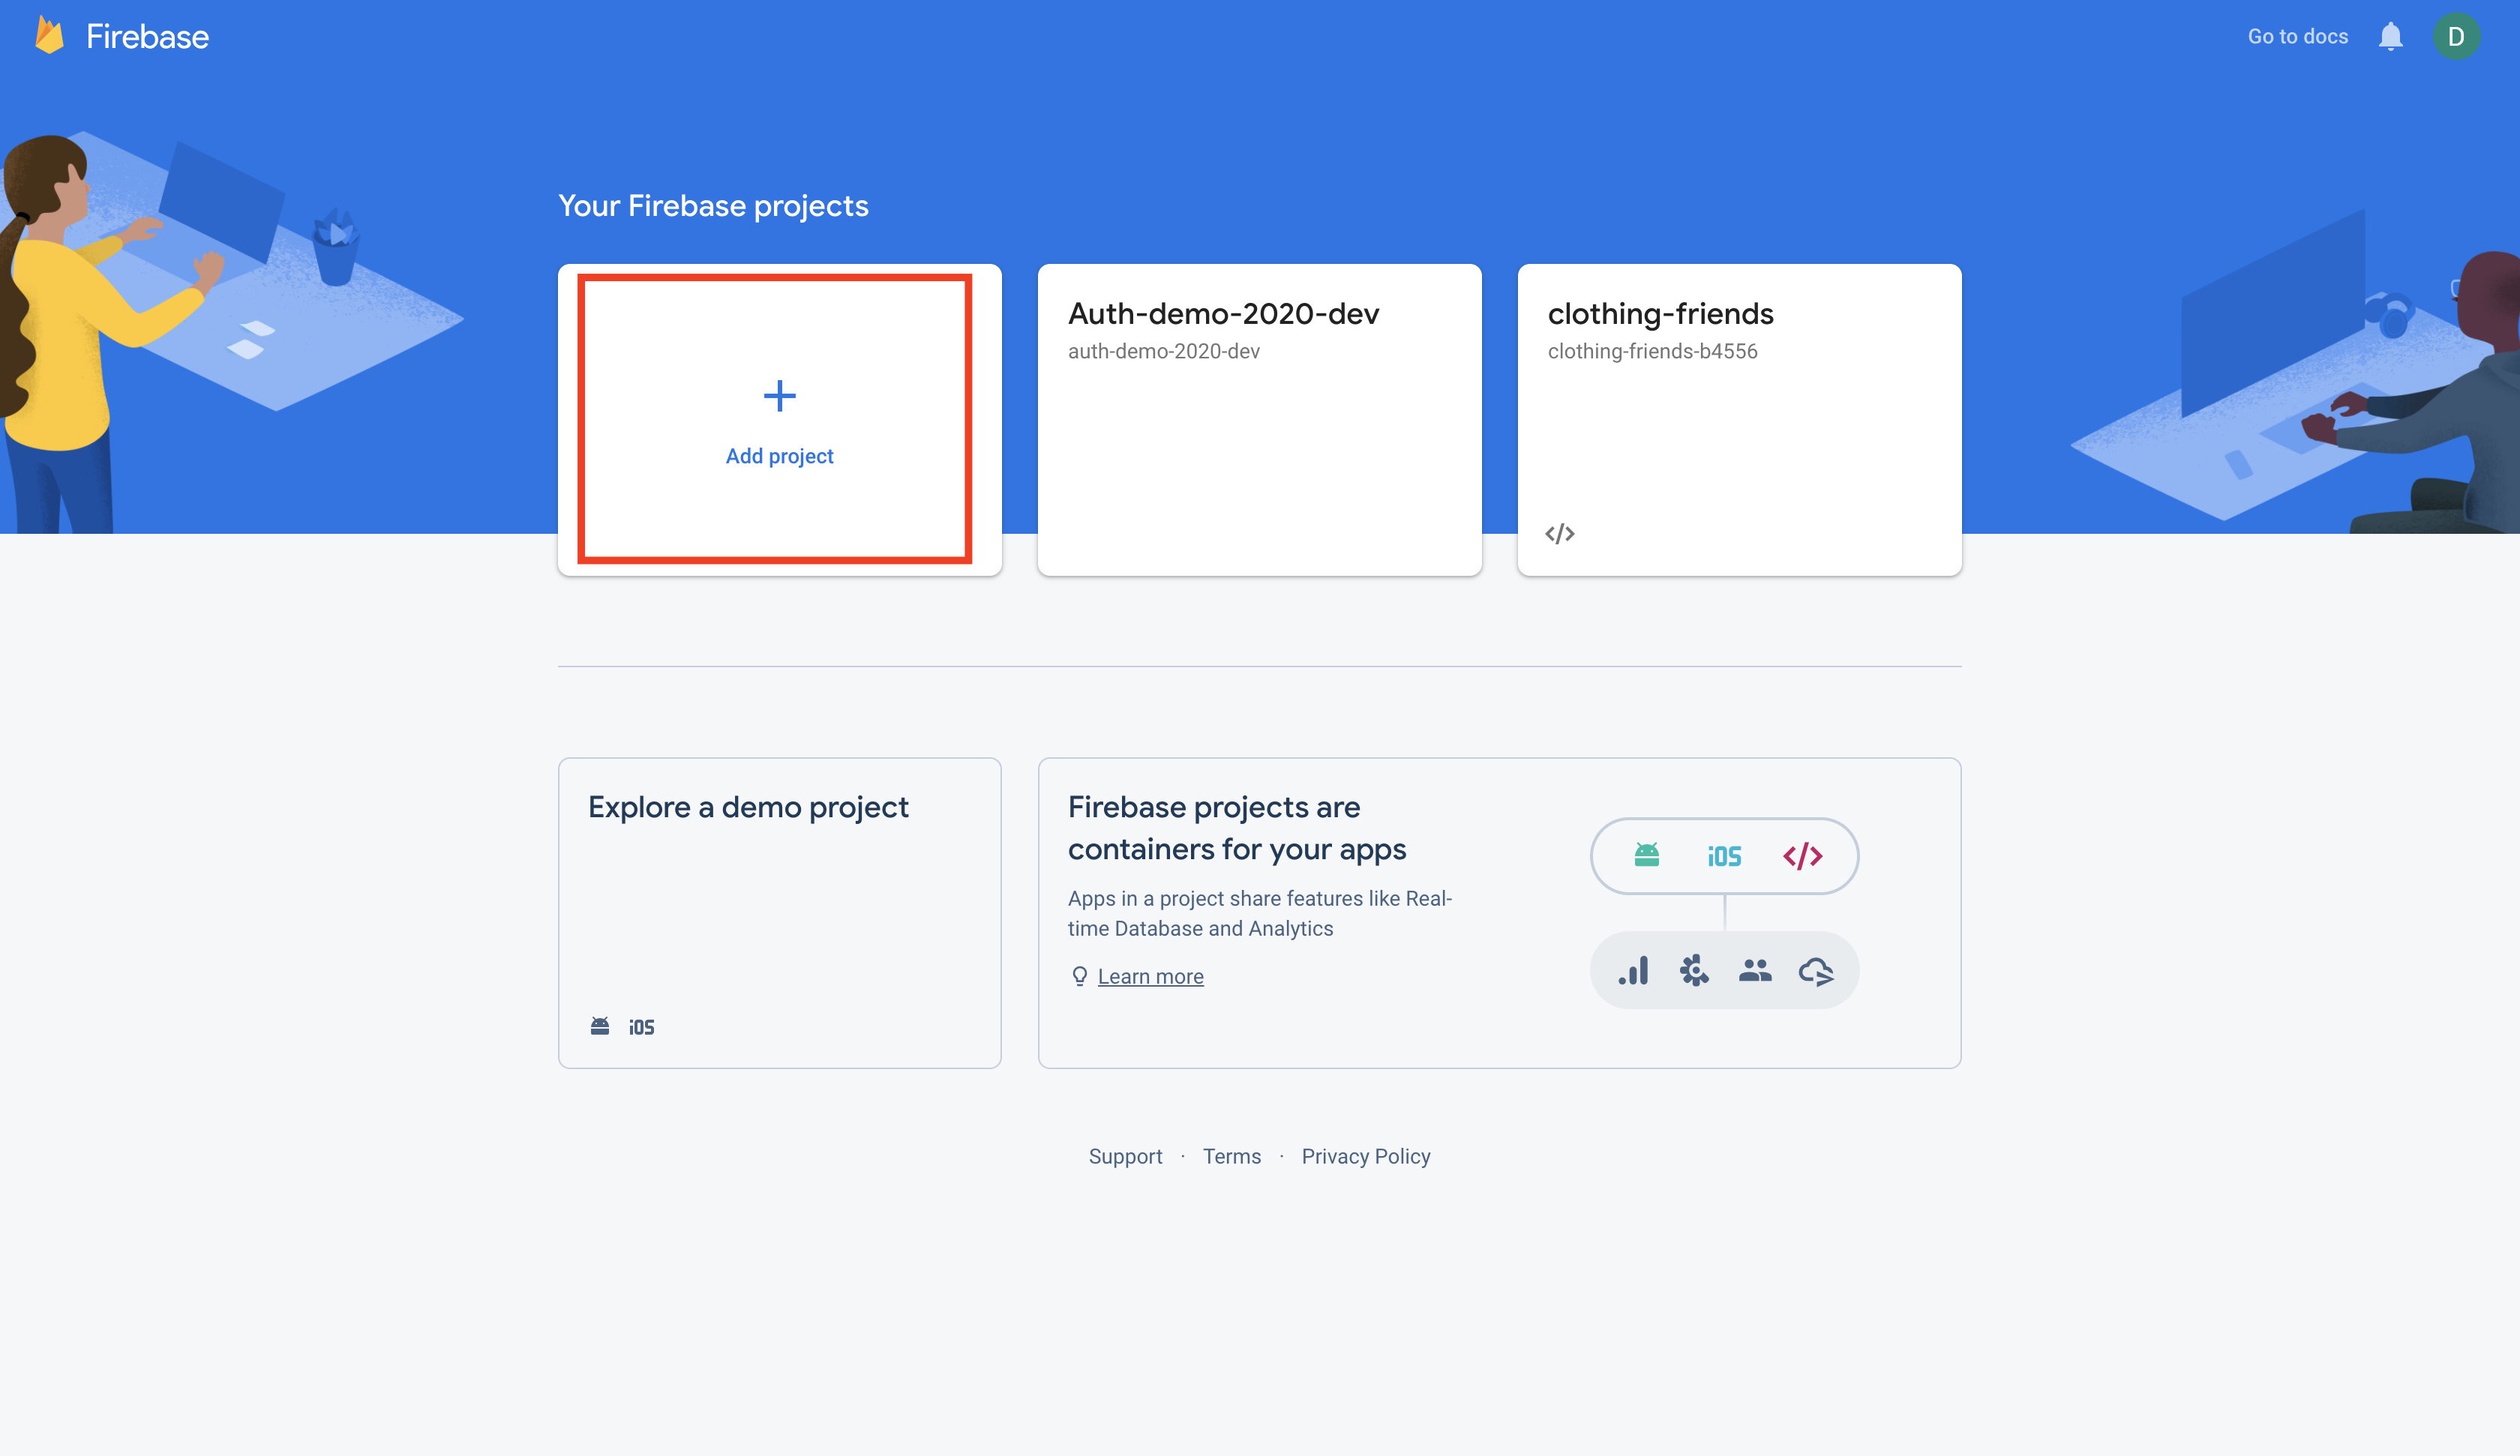 Firebase
Go to docs
D
Your Firebase projects
Add project
Auth-demo-2020-dev
auth-demo-2020-dev
clothing-friends
clothing-friends-b4556
Explore a demo project
iOS
Firebase projects are
containers for your apps
Apps in a project share features like Real-
time Database and Analytics
Learn more
iOS
Support · Terms · Privacy Policy